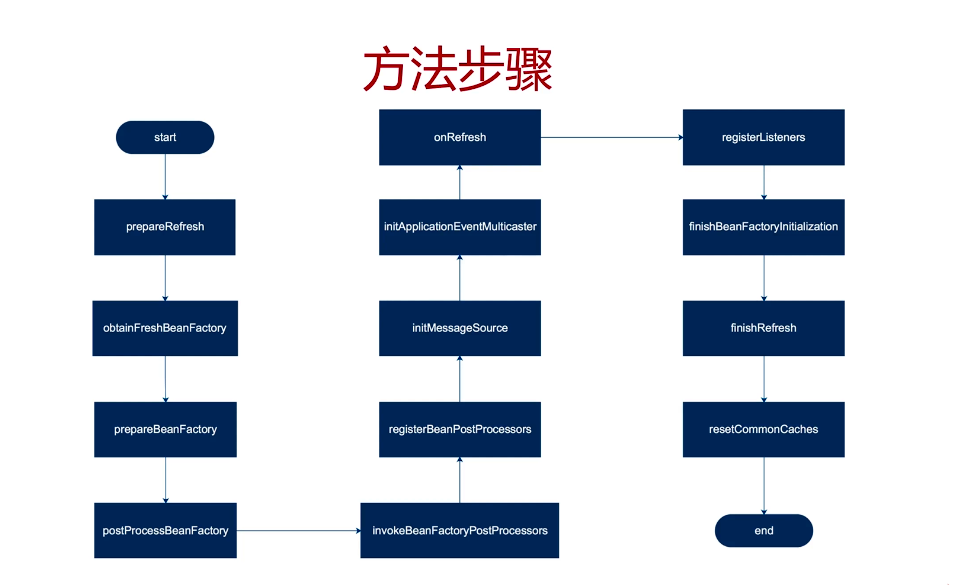 方法步骤
start
prepareRefresh
obtainFreshBeanFactory
prepareBeanFactory
postProcessBeanFactory
invokeBeanFactoryPostProcessors
registerBeanPostProcessors
initMessageSource
initApplicationEventMulticaster
onRefresh
registerListeners
finishBeanFactoryInitialization
finishRefresh
resetCommonCaches
end